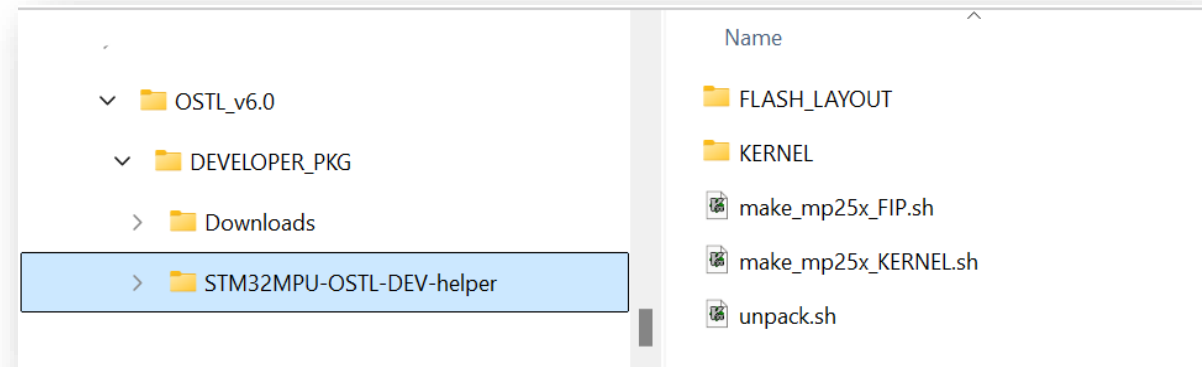 OSTL_v6.0
DEVELOPER_PKG
Downloads
STM32MPU-OSTL-DEV-helper
Name
FLASH_LAYOUT
KERNEL
make_mp25x_FIP.sh
make_mp25x_KERNEL.sh
unpack.sh